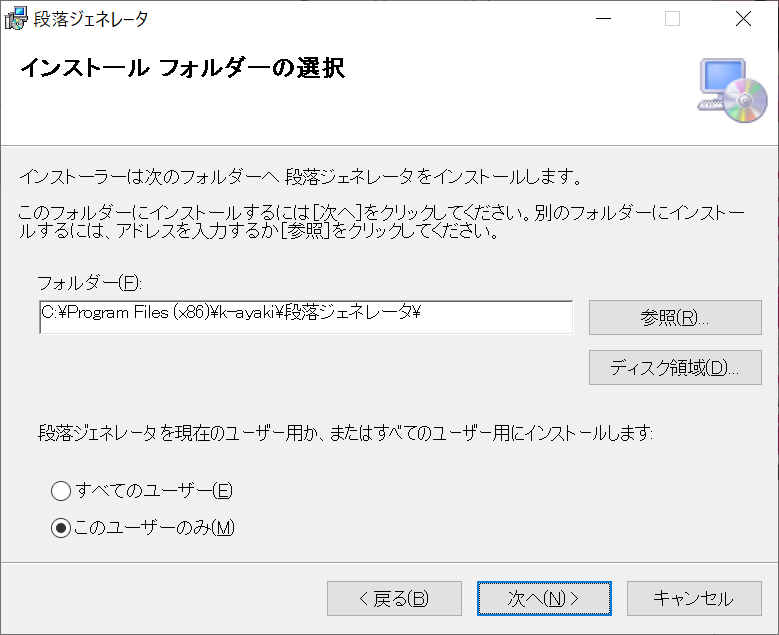 段落ジェネレータ
インストール フォルダーの選択
インストーラーは次のフォルダーへ 段落ジェネレータをインストールします。
このフォルダーにインストールするには[次へ]をクリックしてください。別のフォルダーにインストー
ルするには、アドレスを入力するか[参照]をクリックしてください。
フォルダー(F):
C:¥Program Files (x86)¥k-ayaki¥段落ジェネレータ¥
参照(R)...
ディスク領域(D)...
段落ジェネレータを現在のユーザー用か、またはすべてのユーザー用にインストールします:
すべてのユーザー(E)
このユーザーのみ(M)
< 戻る(B)
次へ(N) >
キャンセル